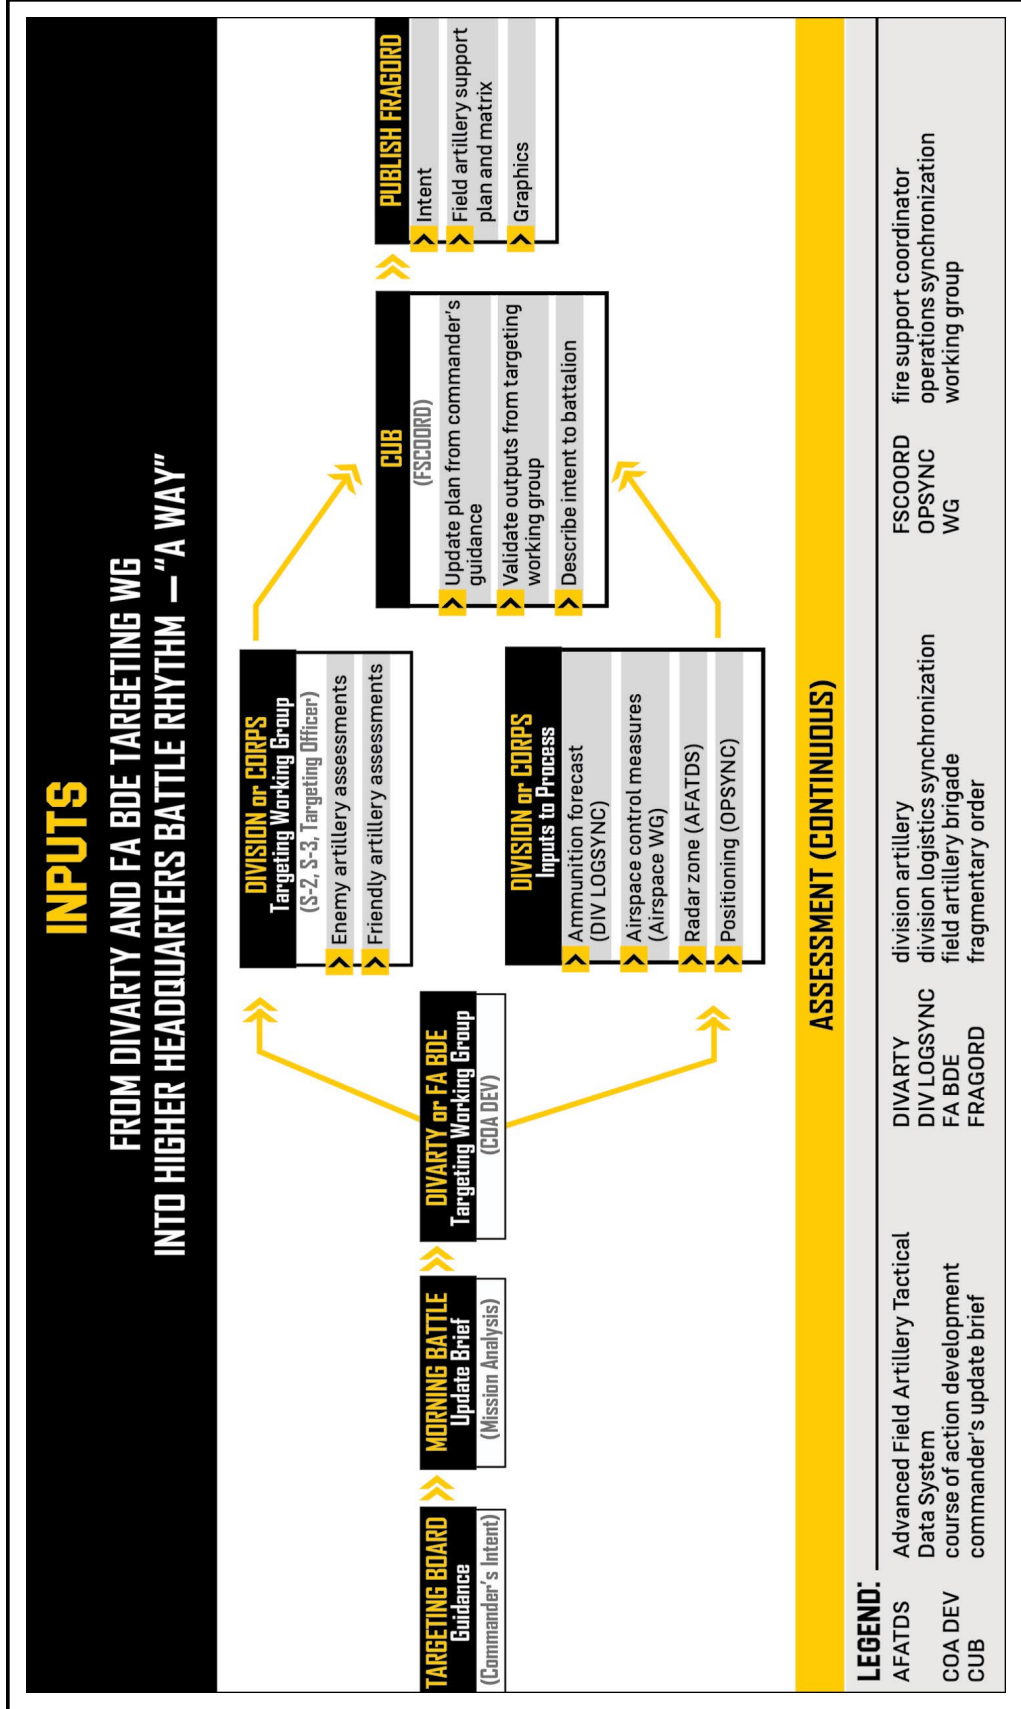 INPUTS
FROM DIVARTY AND FA BDE TARGETING WG
INTO HIGHER HEADQUARTERS BATTLE RHYTHM — "A WAY"
TARGETING BOARD
Guidance
(Commander's Intent)
MORNING BATTLE
Update Brief
(Mission Analysis)
DIVARTY or FA BDE
Targeting Working Group
(COA DEV)
DIVISION or CORPS
Targeting Working Group
(S-2, S-3, Targeting Officer)
Enemy artillery assessments
Friendly artillery assessments
DIVISION or CORPS
Inputs to Process
Ammunition forecast
(DIV LOGSYNC)
Airspace control measures
(Airspace WG)
Radar zone (AFATDS)
Positioning (OPSYNC)
CUB
(FSCOORD)
Update plan from commander's
guidance
Validate outputs from targeting
working group
Describe intent to battalion
PUBLISH FRAGORD
Intent
Field artillery support
plan and matrix
Graphics
ASSESSMENT (CONTINUOUS)
LEGEND:
AFATDS Advanced Field Artillery Tactical
Data System
COA DEV course of action development
CUB commander's update brief
DIVARTY division artillery
DIV LOGSYNC division logistics synchronization
FA BDE field artillery brigade
FRAGORD fragmentary order
FSCOORD fire support coordinator
OPSYNC operations synchronization
WG working group